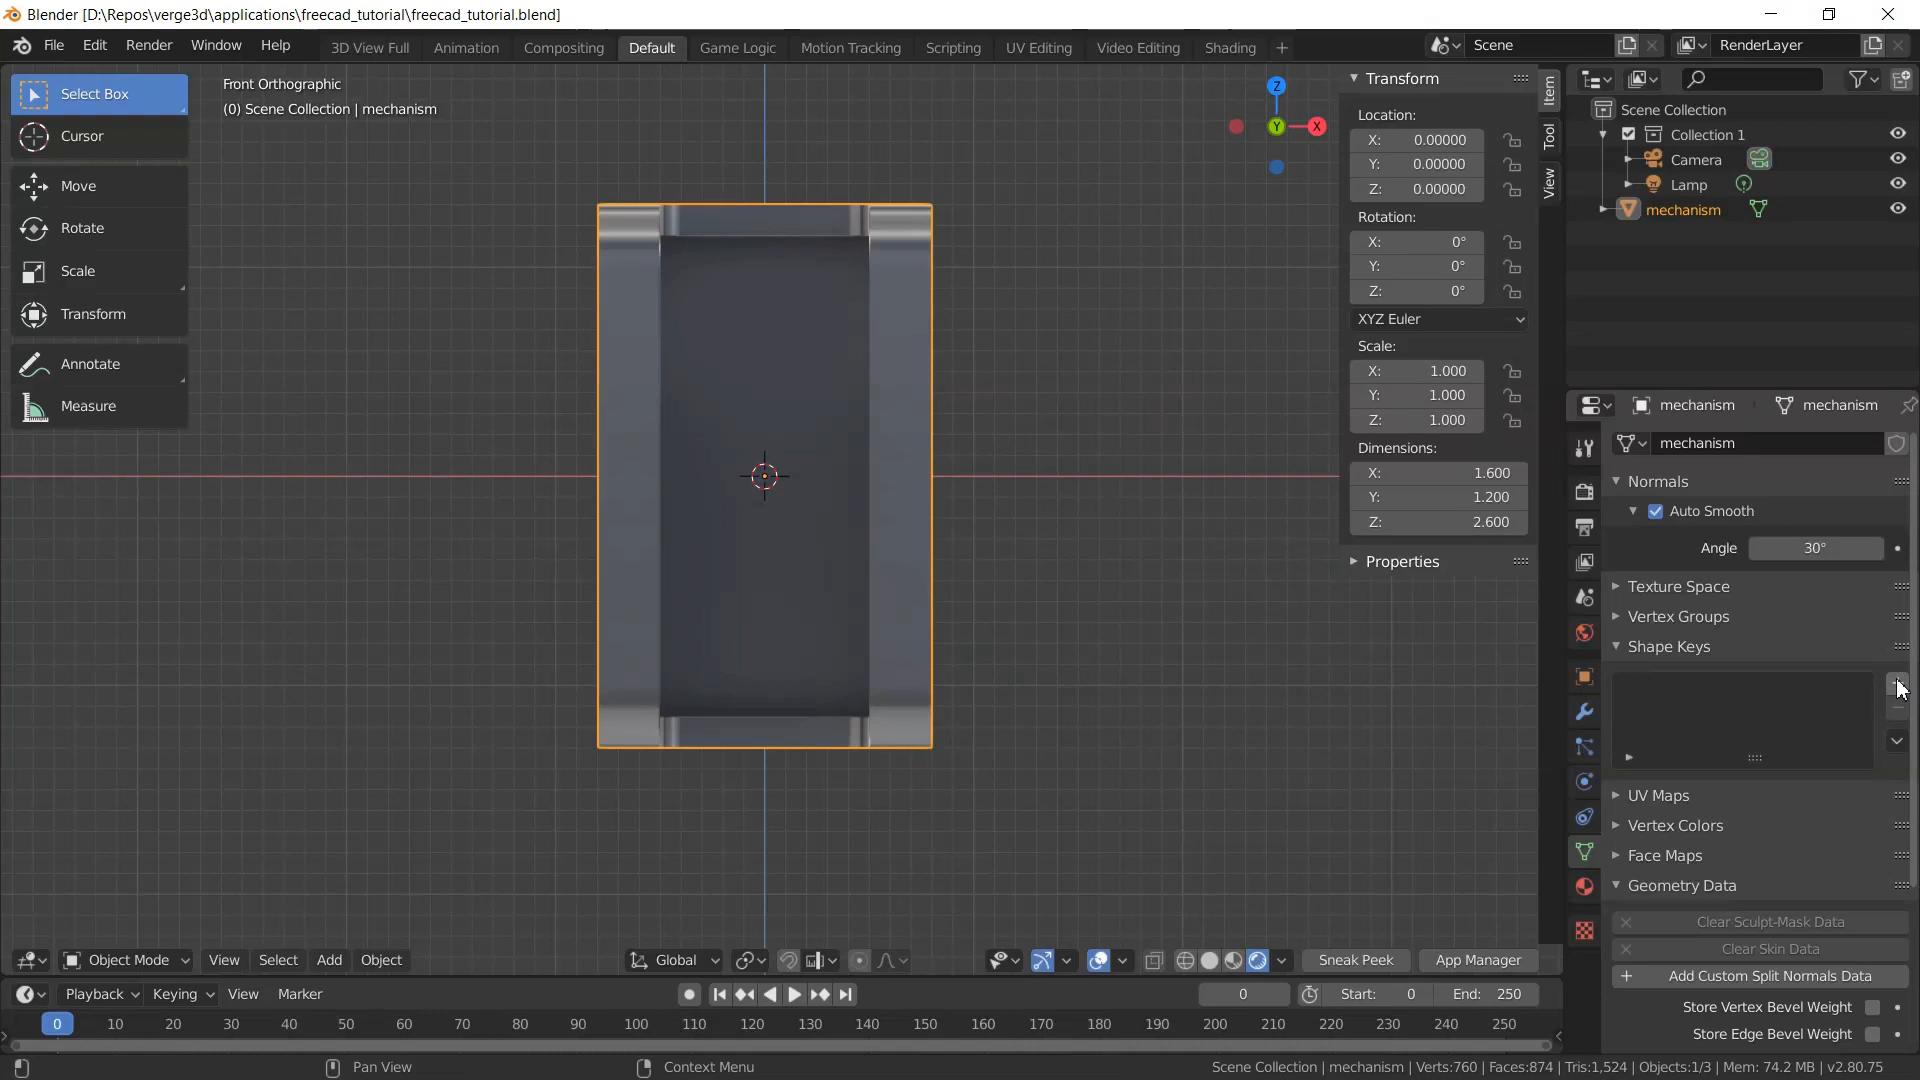 Blender [D:\Repos\verge3d\applications\freecad_tutorial\freecad_tutorial.blend]
File Edit Render Window Help 3D View Full Animation Compositing Default Game Logic Motion Tracking Scripting UV Editing Video Editing Shading + Scene RenderLayer
Select Box
Cursor
Move
Rotate
Scale
Transform
Annotate
Measure
Front Orthographic
(0) Scene Collection | mechanism
Z
Y
X
Transform
Location:
X: 0.00000
Y: 0.00000
Z: 0.00000
Rotation:
X: 0°
Y: 0°
Z: 0°
XYZ Euler
Scale:
X: 1.000
Y: 1.000
Z: 1.000
Dimensions:
X: 1.600
Y: 1.200
Z: 2.600
Properties
Item
Tool
View
Scene Collection
Collection 1
Camera
Lamp
mechanism
mechanism mechanism
mechanism
Normals
Auto Smooth
Angle 30°
Texture Space
Vertex Groups
Shape Keys
UV Maps
Vertex Colors
Face Maps
Geometry Data
Clear Sculpt-Mask Data
Clear Skin Data
Add Custom Split Normals Data
Store Vertex Bevel Weight
Store Edge Bevel Weight
Object Mode View Select Add Object Global Sneak Peek App Manager
Playback Keying View Marker 0 Start: 0 End: 250
0 10 20 30 40 50 60 70 80 90 100 110 120 130 140 150 160 170 180 190 200 210 220 230 240 250
Pan View Context Menu Scene Collection | mechanism | Verts:760 | Faces:874 | Tris:1,524 | Objects:1/3 | Mem: 74.2 MB | v2.80.75